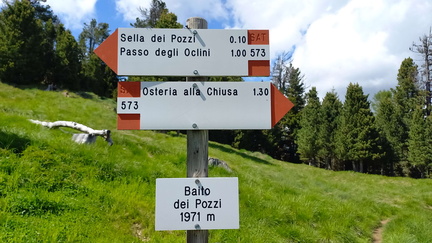 Sella dei Pozzi 0.10 SAT
Passo degli Oclini 1.00 573
Osteria alla Chiusa 1.30
573
Baito
dei Pozzi
1971 m